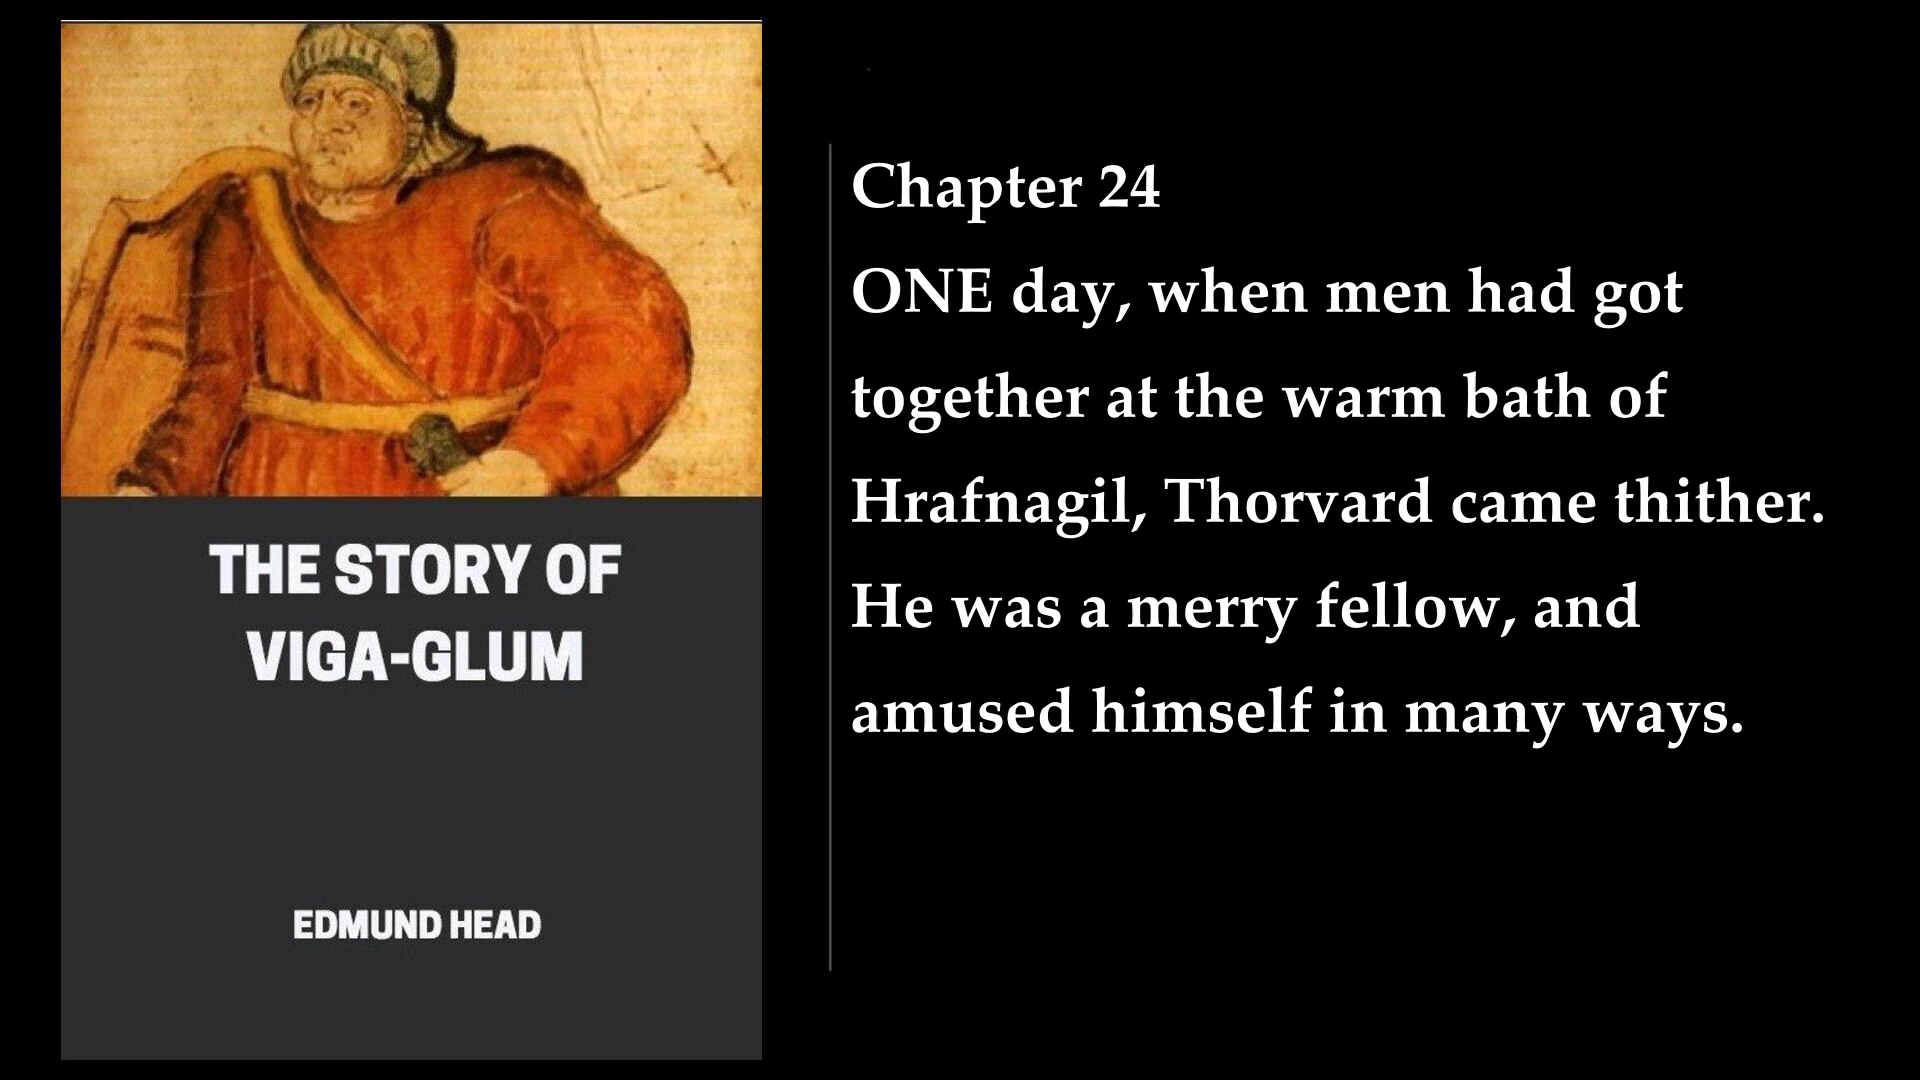 THE STORY OF
VIGA-GLUM
EDMUND HEAD
Chapter 24
ONE day, when men had got
together at the warm bath of
Hrafnagil, Thorvard came thither.
He was a merry fellow, and
amused himself in many ways.